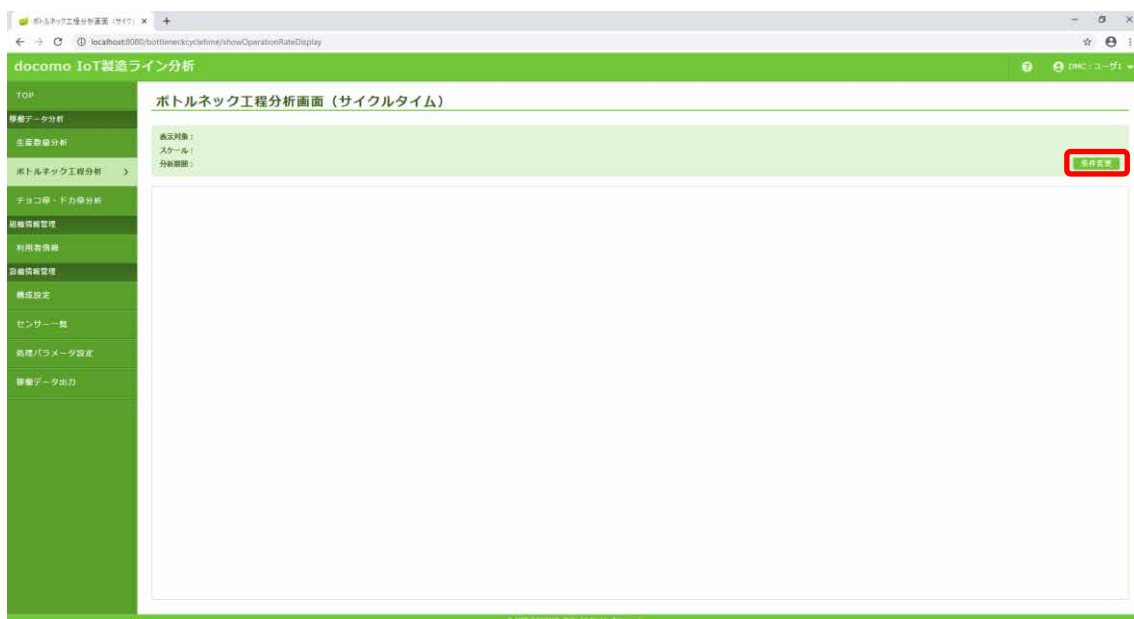 ボトルネック工程分析画面（サイク）
localhost:8080/bottleneckcycletime/showOperationRateDisplay
docomo IoT製造ライン分析
DMC：ユーザ1
TOP
ボトルネック工程分析画面（サイクルタイム）
稼働データ分析
生産数量分析
表示対象：
スケール：
分析期間：
条件変更
ボトルネック工程分析
チョコ停・ドカ停分析
組織情報管理
利用者情報
設備情報管理
構成設定
センサー一覧
処理パラメータ設定
稼働データ出力